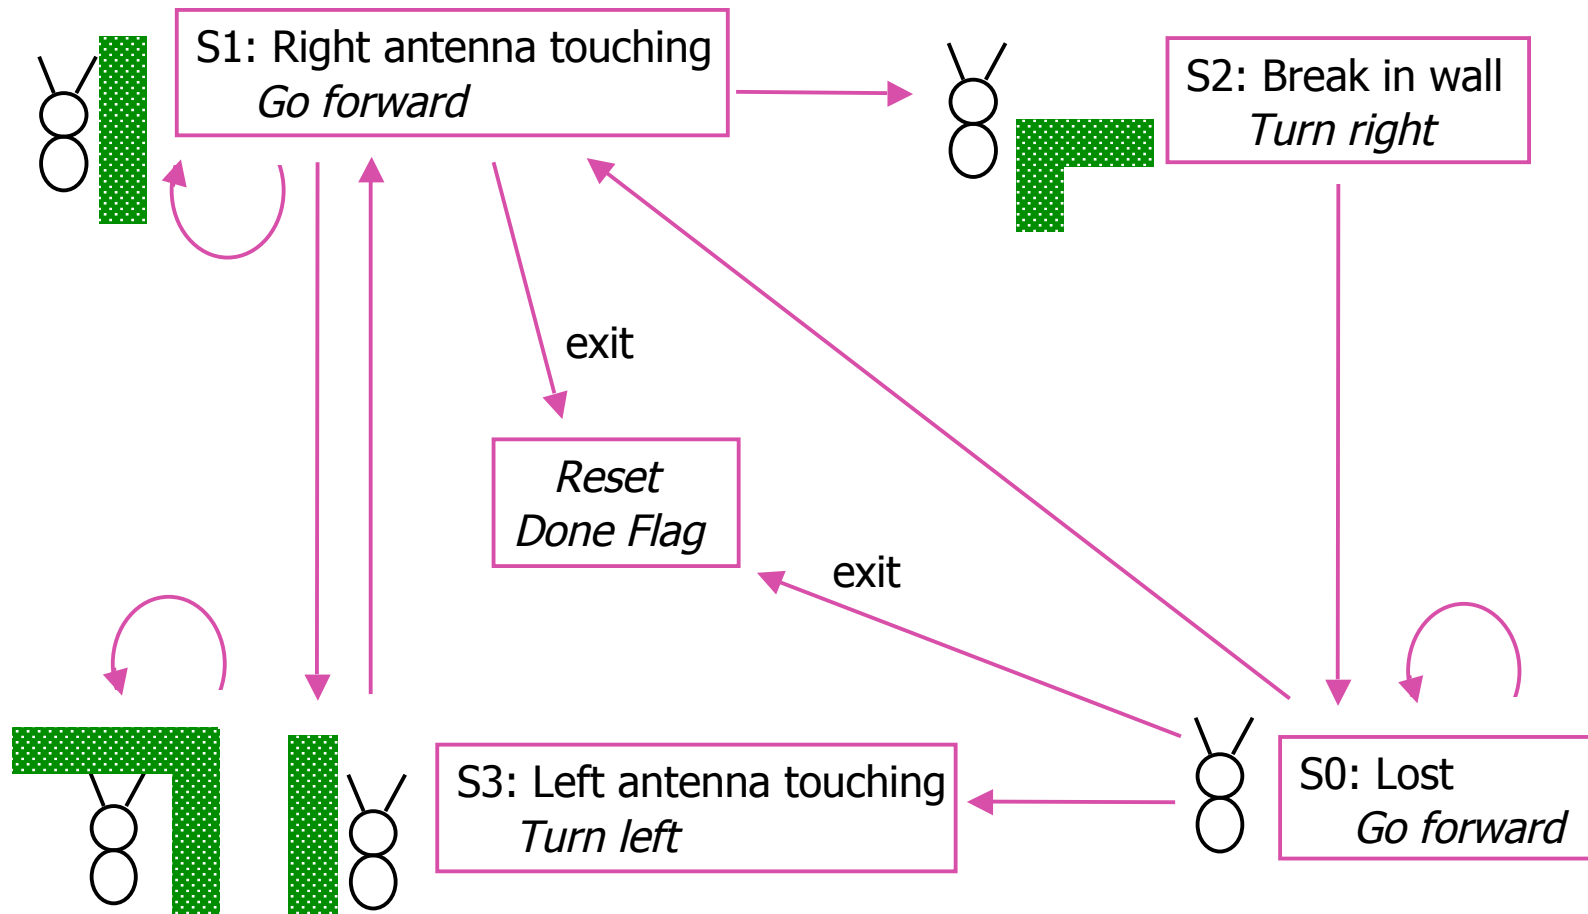 S1: Right antenna touching
Go forward
S2: Break in wall
Turn right
exit
Reset
Done Flag
exit
S3: Left antenna touching
Turn left
S0: Lost
Go forward